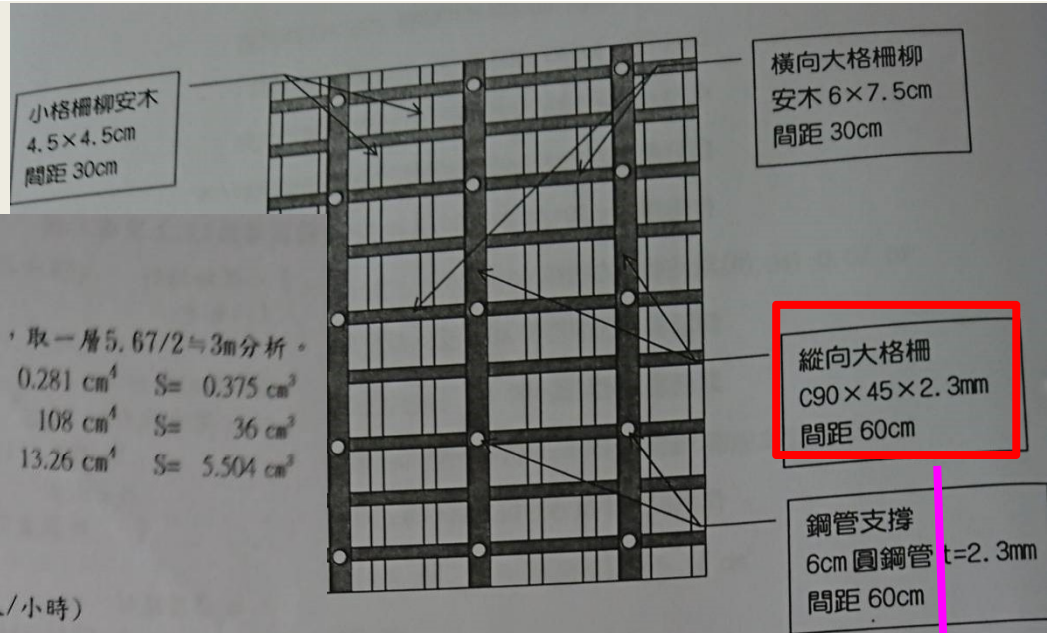 小格柵柳安木
4.5×4.5cm
間距 30cm
橫向大格柵柳
安木 6×7.5cm
間距 30cm
，取一層5.67/2≒3m分析。
0.281 cm⁴ S= 0.375 cm³
108 cm⁴ S= 36 cm³
13.26 cm⁴ S= 5.504 cm³
縱向大格柵
C90×45×2.3mm
間距 60cm
鋼管支撐
6cm 圓鋼管 t=2.3mm
間距 60cm
/小時)